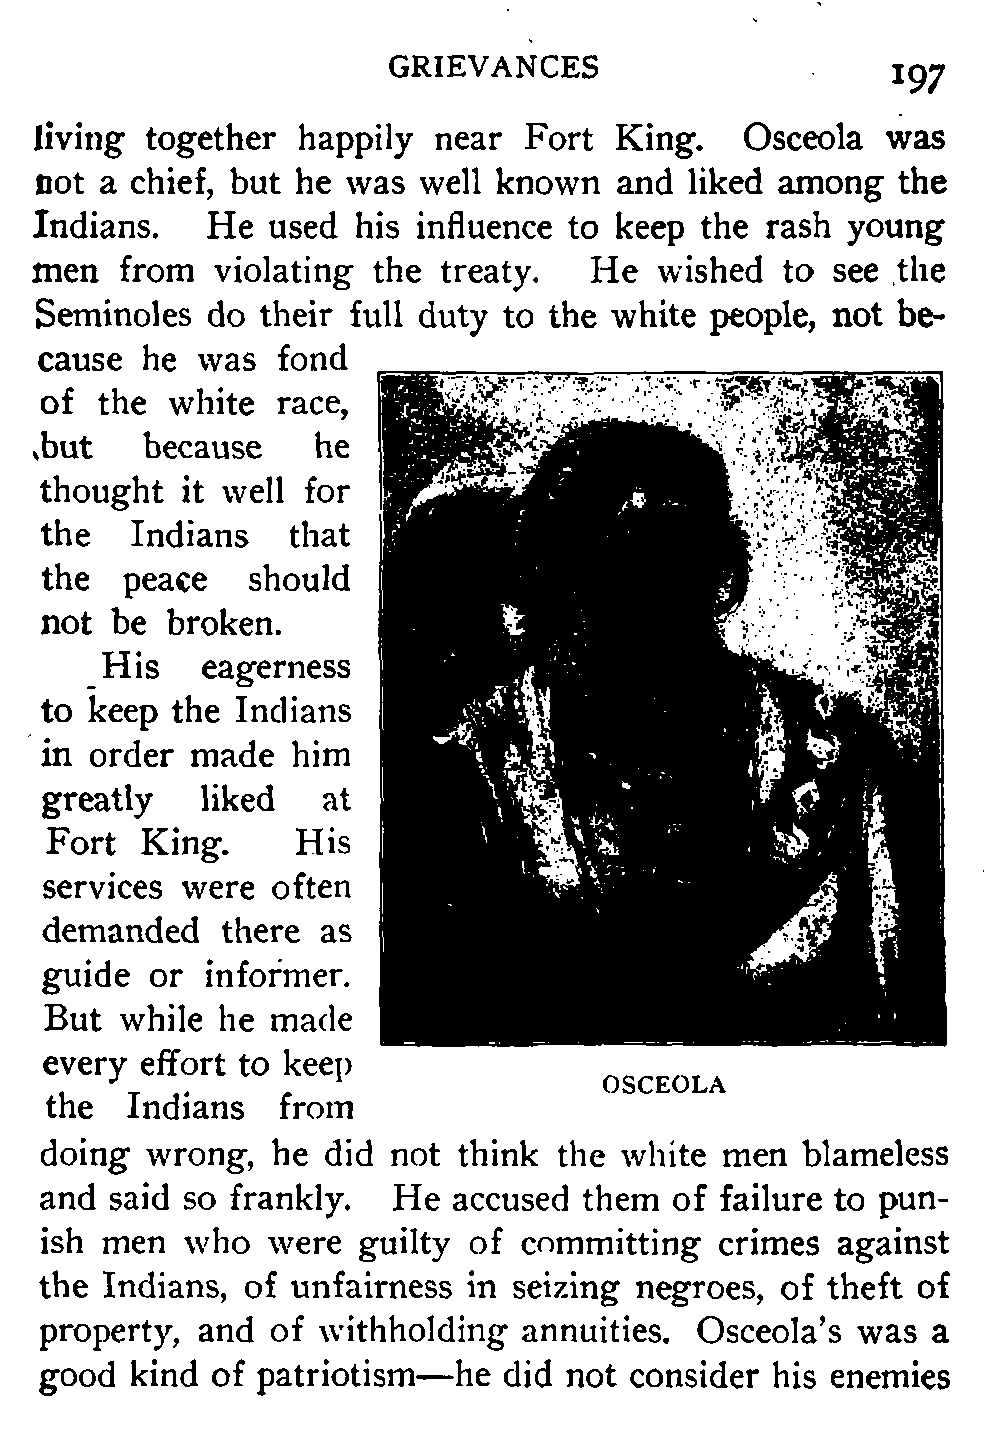 GRIEVANCES 197
living together happily near Fort King. Osceola was
not a chief, but he was well known and liked among the
Indians. He used his influence to keep the rash young
men from violating the treaty. He wished to see the
Seminoles do their full duty to the white people, not be-
cause he was fond
of the white race,
but because he
thought it well for
the Indians that
the peace should
not be broken.
His eagerness
to keep the Indians
in order made him
greatly liked at
Fort King. His
services were often
demanded there as
guide or informer.
But while he made
every effort to keep
the Indians from
OSCEOLA
doing wrong, he did not think the white men blameless
and said so frankly. He accused them of failure to pun-
ish men who were guilty of committing crimes against
the Indians, of unfairness in seizing negroes, of theft of
property, and of withholding annuities. Osceola's was a
good kind of patriotism—he did not consider his enemies